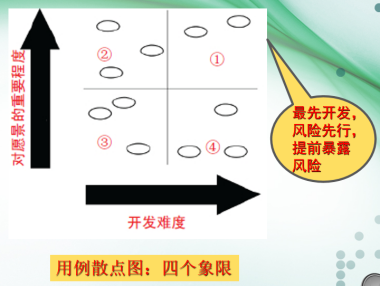 对愿景的重要程度
②
①
③
④
开发难度
最先开发，
风险先行，
提前暴露
风险
用例散点图：四个象限